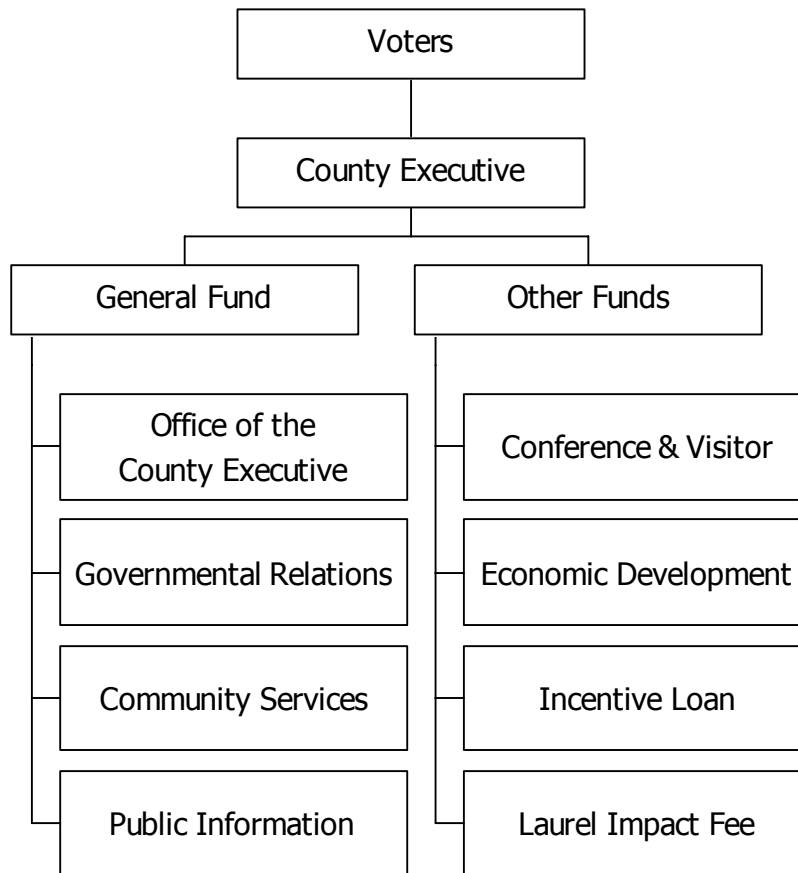 Voters
County Executive
General Fund
Other Funds
Office of the
County Executive
Governmental Relations
Community Services
Public Information
Conference & Visitor
Economic Development
Incentive Loan
Laurel Impact Fee